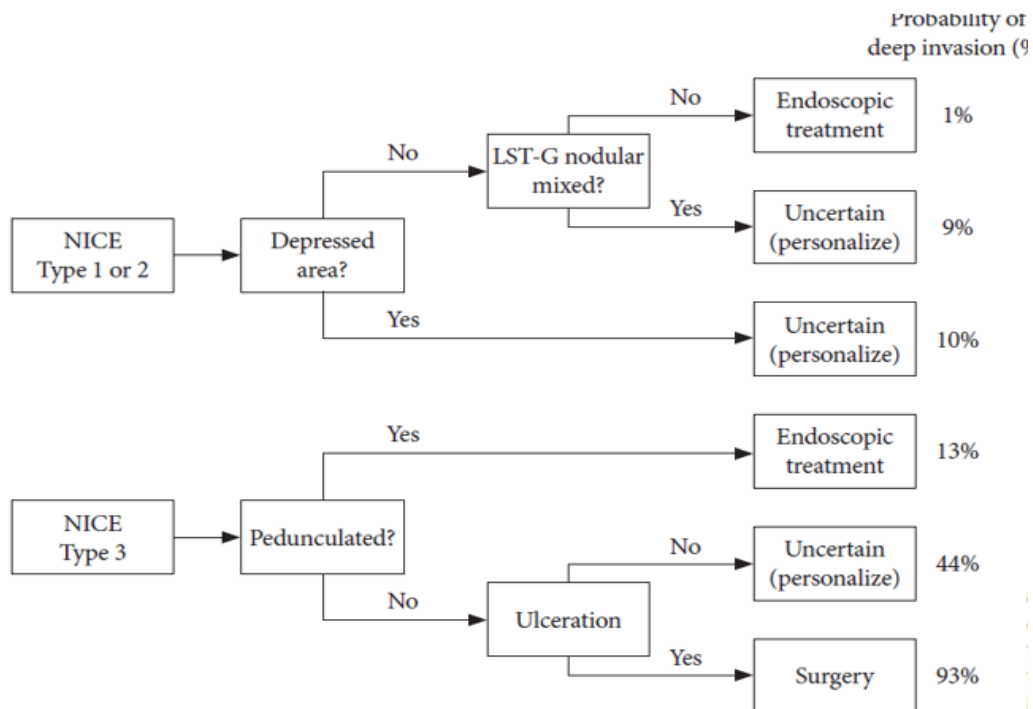 Probability of
deep invasion (%
No
Endoscopic
treatment
1%
No
LST-G nodular
mixed?
Yes
Uncertain
(personalize)
9%
NICE
Type 1 or 2
Depressed
area?
Yes
Uncertain
(personalize)
10%
Yes
Endoscopic
treatment
13%
NICE
Type 3
Pedunculated?
No
Uncertain
(personalize)
44%
No
Ulceration
Yes
Surgery
93%